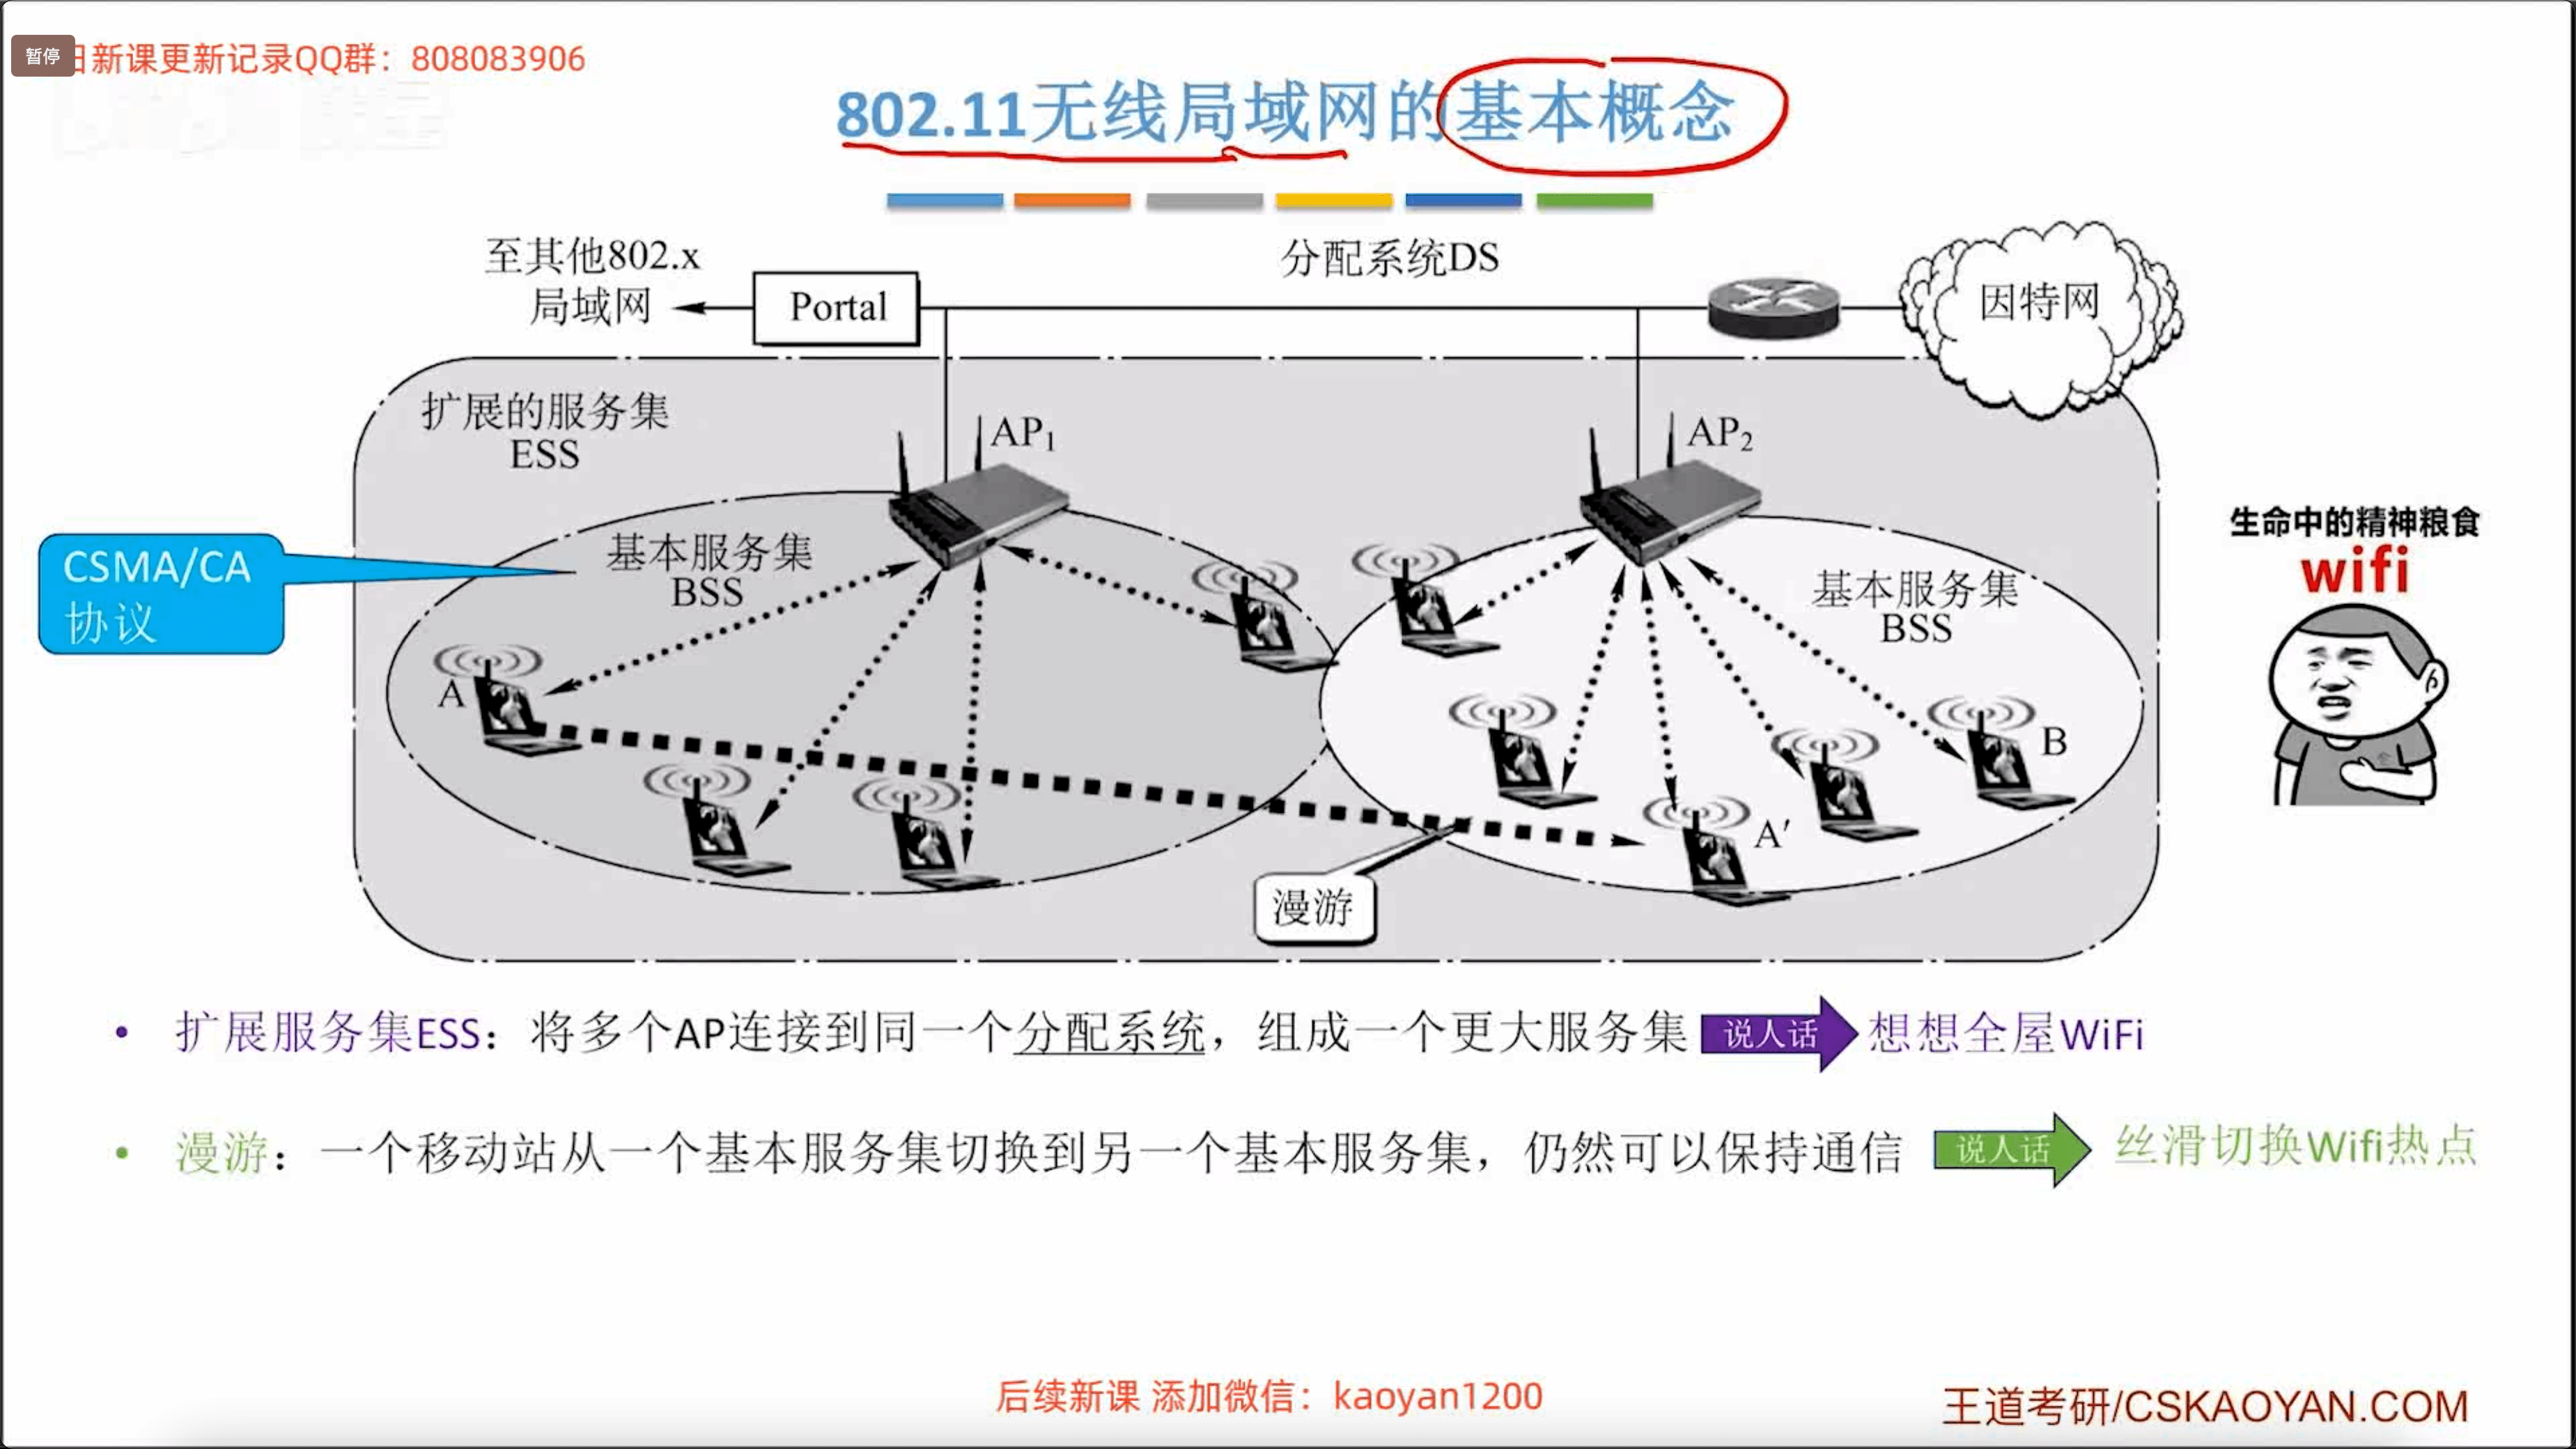 暂停
日新课更新记录QQ群：808083906
802.11无线局域网的基本概念
至其他802.x
局域网
Portal
分配系统DS
因特网
扩展的服务集
ESS
AP1
AP2
CSMA/CA
协议
基本服务集
BSS
基本服务集
BSS
A
B
A′
漫游
生命中的精神粮食
wifi
• 扩展服务集ESS：将多个AP连接到同一个分配系统，组成一个更大服务集 说人话 想想全屋WiFi
• 漫游：一个移动站从一个基本服务集切换到另一个基本服务集，仍然可以保持通信 说人话 丝滑切换Wifi热点
后续新课 添加微信：kaoyan1200
王道考研/CSKAOYAN.COM